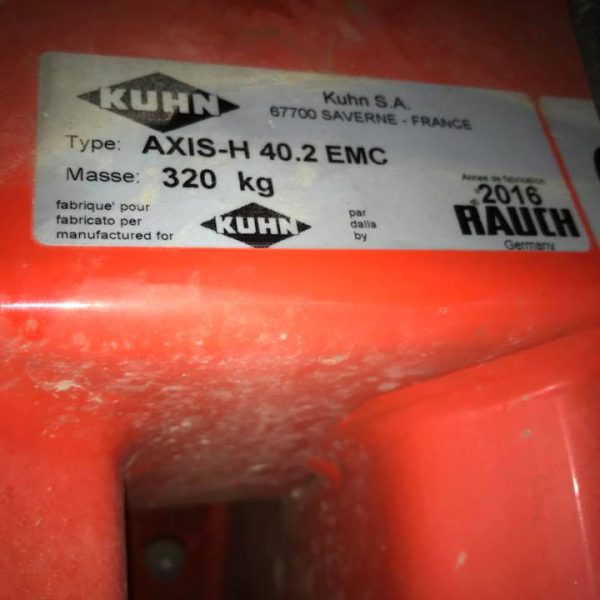 KUHN
Kuhn S.A.
67700 SAVERNE - FRANCE
Type: AXIS-H 40.2 EMC
Masse: 320 kg
Année de fabrication
2016
fabrique' pour
fabricato per
manufactured for
KUHN
par
dalla
by
RAUCH
Germany